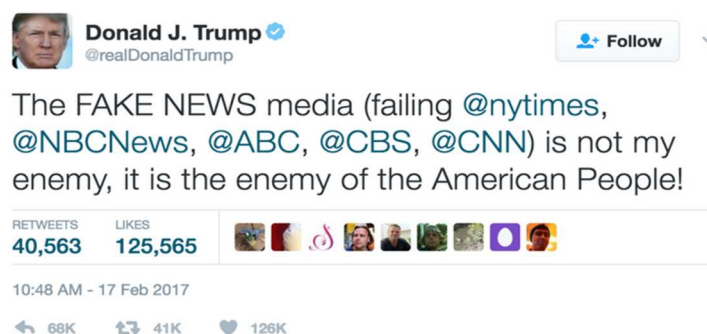 Donald J. Trump
@realDonaldTrump
Follow
The FAKE NEWS media (failing @nytimes,
@NBCNews, @ABC, @CBS, @CNN) is not my
enemy, it is the enemy of the American People!
RETWEETS LIKES
40,563 125,565
10:48 AM - 17 Feb 2017
68K 41K 126K